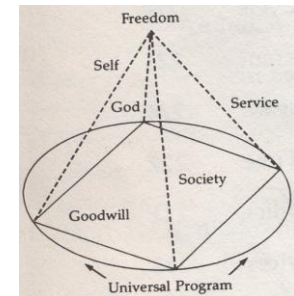 Freedom
Self
God
Service
Society
Goodwill
Universal Program